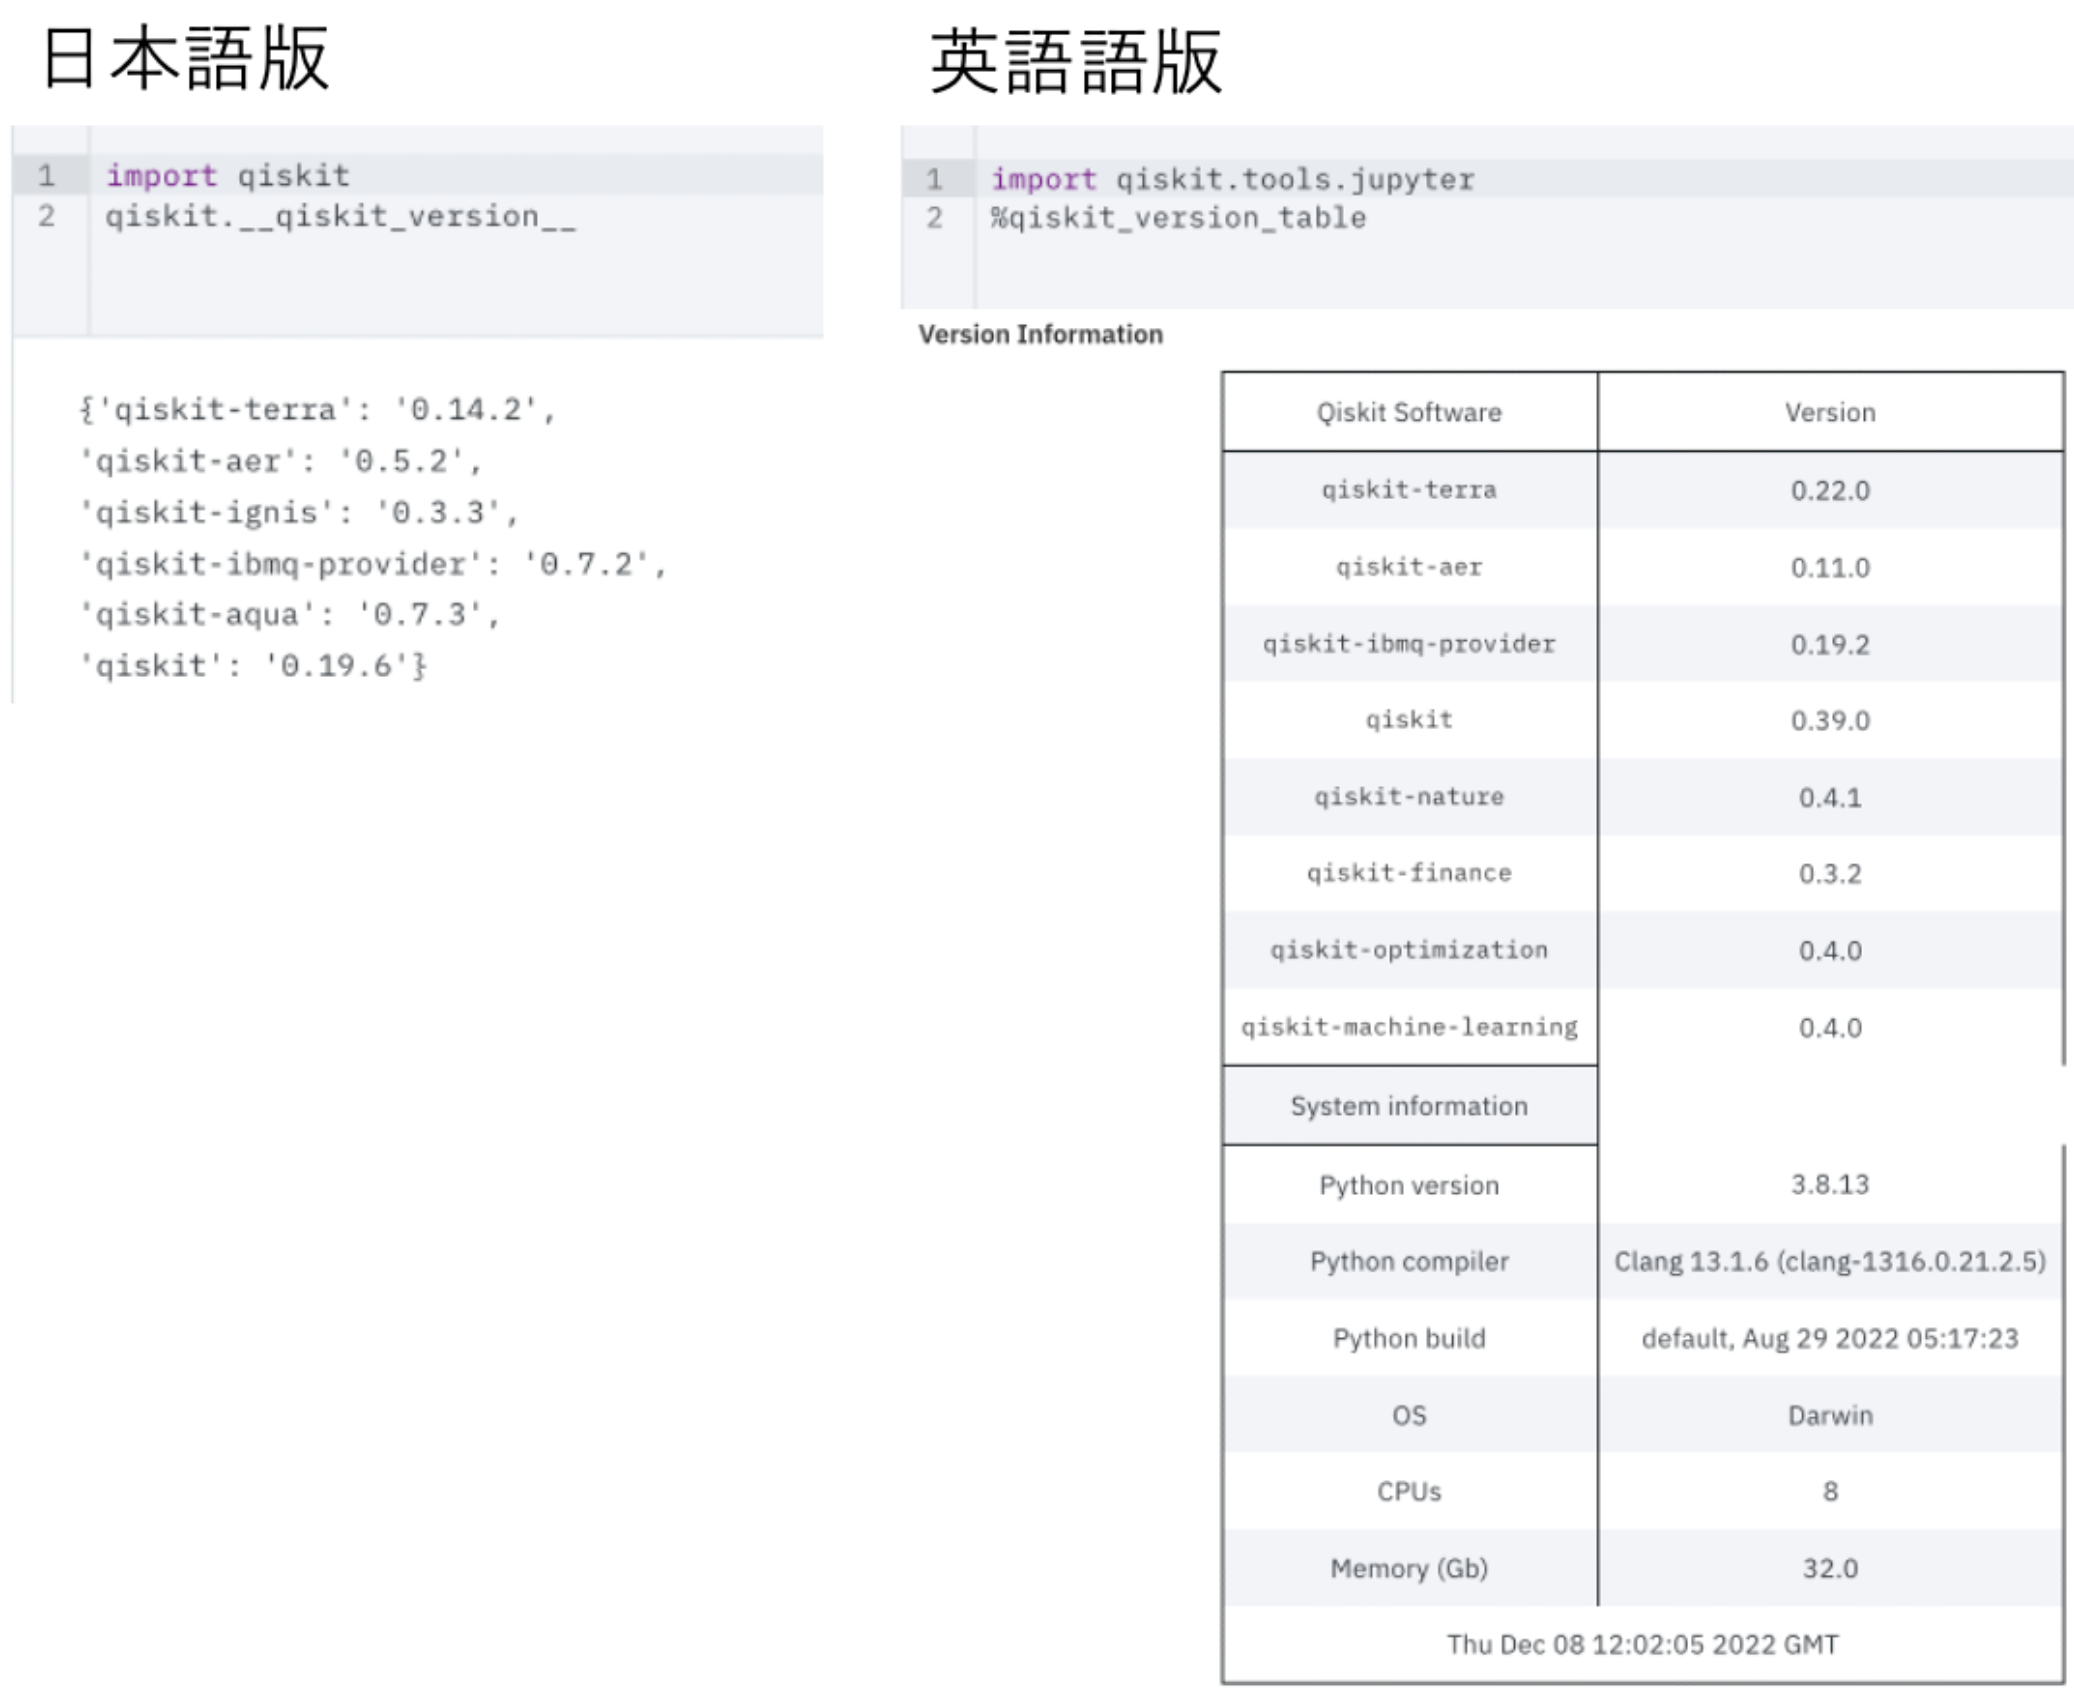 日本語版
1 import qiskit
2 qiskit.__qiskit_version__
{'qiskit-terra': '0.14.2',
'qiskit-aer': '0.5.2',
'qiskit-ignis': '0.3.3',
'qiskit-ibmq-provider': '0.7.2',
'qiskit-aqua': '0.7.3',
'qiskit': '0.19.6'}
英語語版
1 import qiskit.tools.jupyter
2 %qiskit_version_table
Version Information
Qiskit Software Version
qiskit-terra 0.22.0
qiskit-aer 0.11.0
qiskit-ibmq-provider 0.19.2
qiskit 0.39.0
qiskit-nature 0.4.1
qiskit-finance 0.3.2
qiskit-optimization 0.4.0
qiskit-machine-learning 0.4.0
System information
Python version 3.8.13
Python compiler Clang 13.1.6 (clang-1316.0.21.2.5)
Python build default, Aug 29 2022 05:17:23
OS Darwin
CPUs 8
Memory (Gb) 32.0
Thu Dec 08 12:02:05 2022 GMT